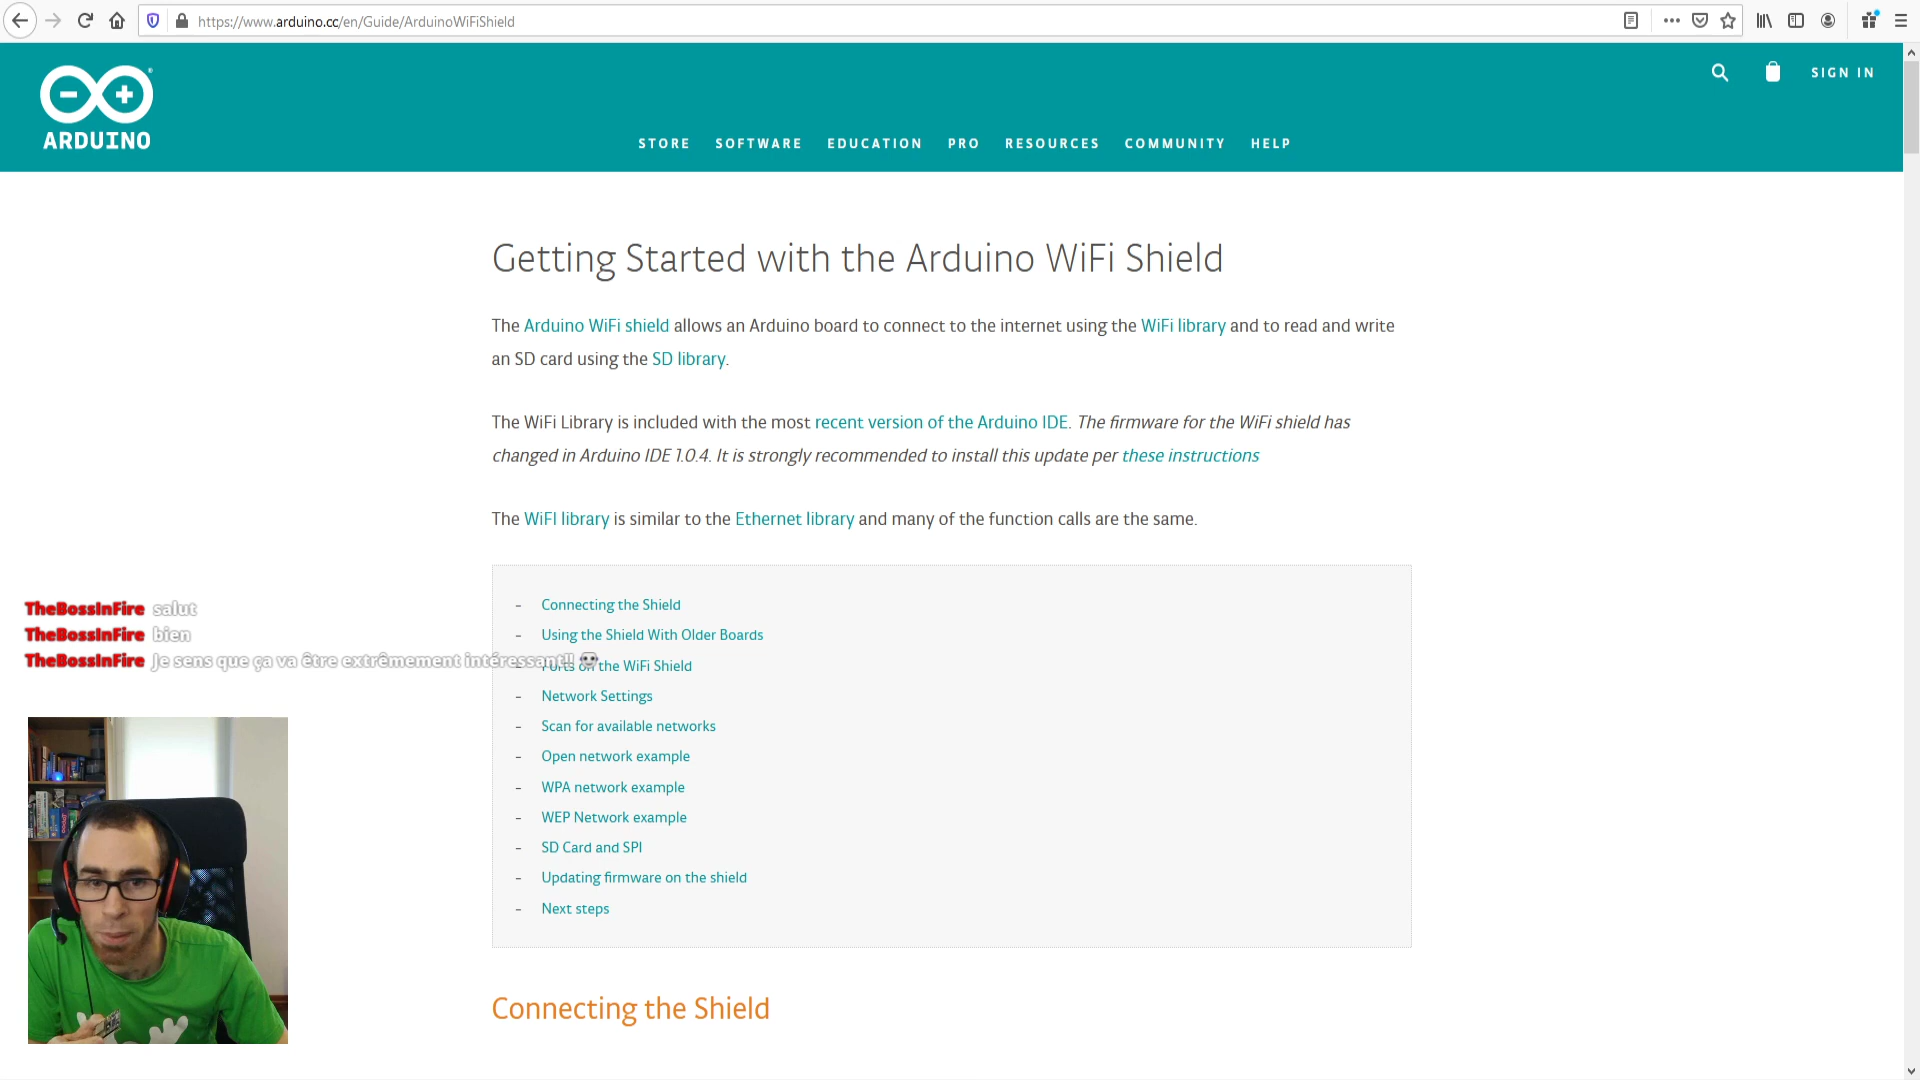 https://www.arduino.cc/en/Guide/ArduinoWiFiShield
SIGN IN
ARDUINO
STORE SOFTWARE EDUCATION PRO RESOURCES COMMUNITY HELP
Getting Started with the Arduino WiFi Shield
The Arduino WiFi shield allows an Arduino board to connect to the internet using the WiFi library and to read and write
an SD card using the SD library.
The WiFi Library is included with the most recent version of the Arduino IDE. The firmware for the WiFi shield has
changed in Arduino IDE 1.0.4. It is strongly recommended to install this update per these instructions
The WiFI library is similar to the Ethernet library and many of the function calls are the same.
- Connecting the Shield
- Using the Shield With Older Boards
- Ports on the WiFi Shield
- Network Settings
- Scan for available networks
- Open network example
- WPA network example
- WEP Network example
- SD Card and SPI
- Updating firmware on the shield
- Next steps
Connecting the Shield
TheBossInFire salut
TheBossInFire bien
TheBossInFire Je sens que ça va être extrêmement intéressant!!